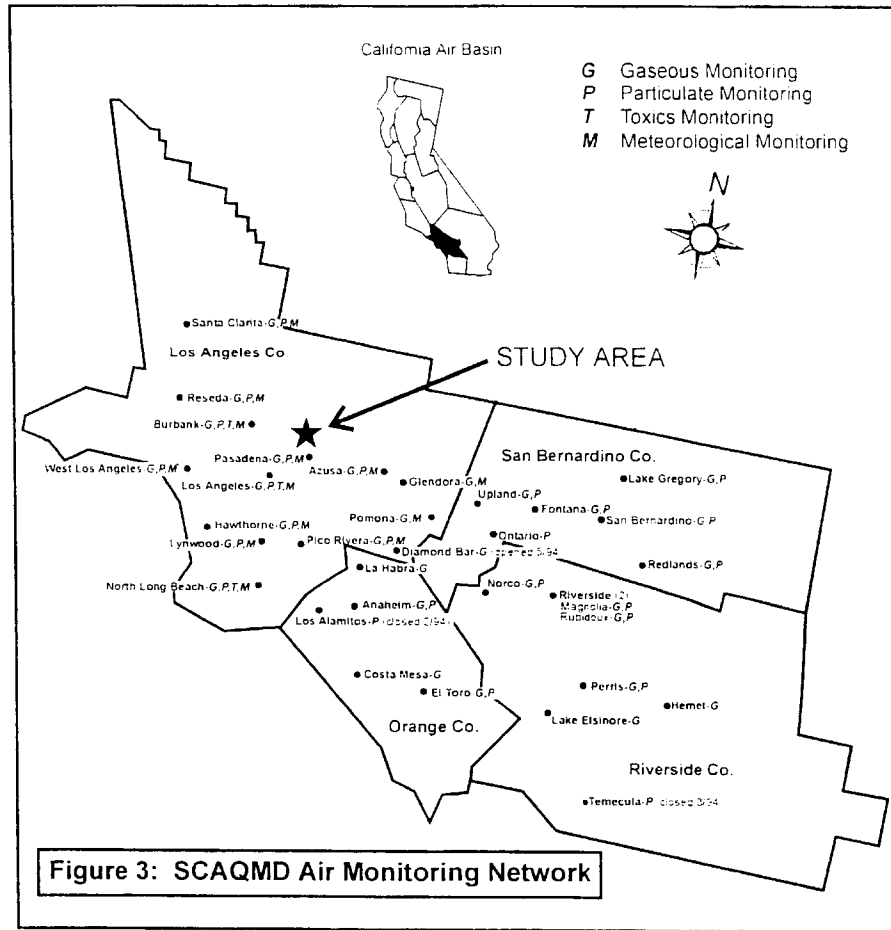 California Air Basin
G Gaseous Monitoring
P Particulate Monitoring
T Toxics Monitoring
M Meteorological Monitoring
N
Santa Clarita-G,P,M
Los Angeles Co.
STUDY AREA
Reseda-G,P,M
Burbank-G,P,T,M
Pasadena-G,P,M
West Los Angeles-G,P,M
Azusa-G,P,M
Los Angeles-G,P,T,M
Glendora-G,M
San Bernardino Co.
Lake Gregory-G,P
Upland-G,P
Fontana-G,P
San Bernardino-G,P
Pomona-G,M
Hawthorne-G,P,M
Ontario-P
Lynwood-G,P,M
Pico Rivera-G,P,M
Diamond Bar-G (opened 5/94)
La Habra-G
Redlands-G,P
North Long Beach-G,P,T,M
Norco-G,P
Riverside (2)
Magnolia-G,P
Rubidoux-G,P
Anaheim-G,P
Los Alamitos-P (closed 2/94)
Costa Mesa-G
El Toro-G,P
Perris-G,P
Hemet-G
Lake Elsinore-G
Orange Co.
Riverside Co.
Temecula-P (closed 3/94)
Figure 3: SCAQMD Air Monitoring Network